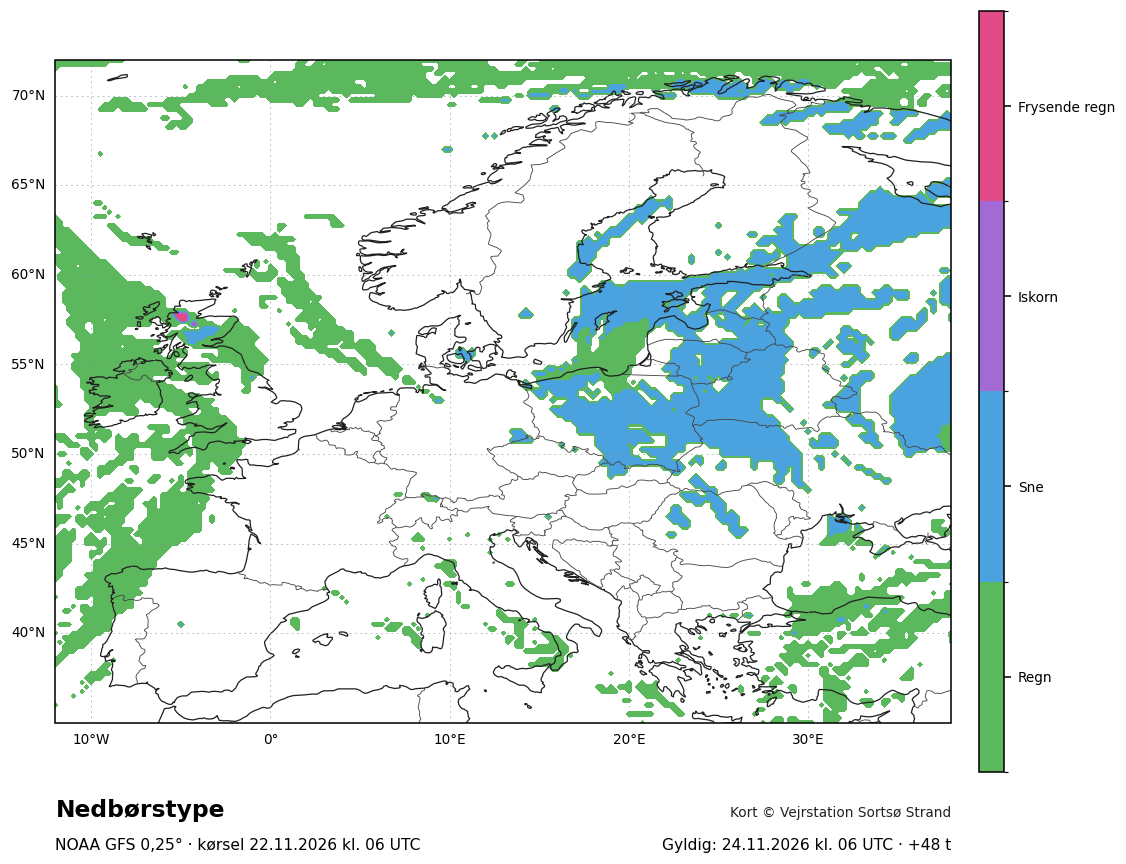 Frysende regn
Iskorn
Sne
Regn
70°N
65°N
60°N
55°N
50°N
45°N
40°N
10°W
0°
10°E
20°E
30°E
Nedbørstype
Kort © Vejrstation Sortsø Strand
NOAA GFS 0,25° · kørsel 22.11.2026 kl. 06 UTC
Gyldig: 24.11.2026 kl. 06 UTC · +48 t